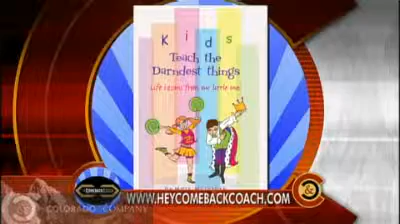 Kids
Teach the
Darndest things
Life lessons from our little ones
WWW.HEYCOMEBACKCOACH.COM
&
COLORADO & COMPANY